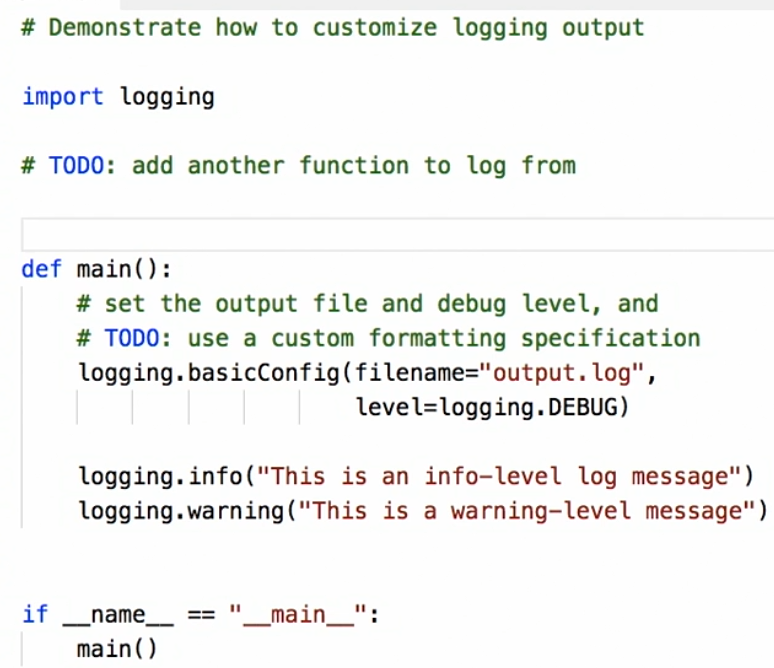 # Demonstrate how to customize logging output
import logging
# TODO: add another function to log from
def main():
# set the output file and debug level, and
# TODO: use a custom formatting specification
logging.basicConfig(filename="output.log",
level=logging.DEBUG)
logging.info("This is an info-level log message")
logging.warning("This is a warning-level message")
if __name__ == "__main__":
main()